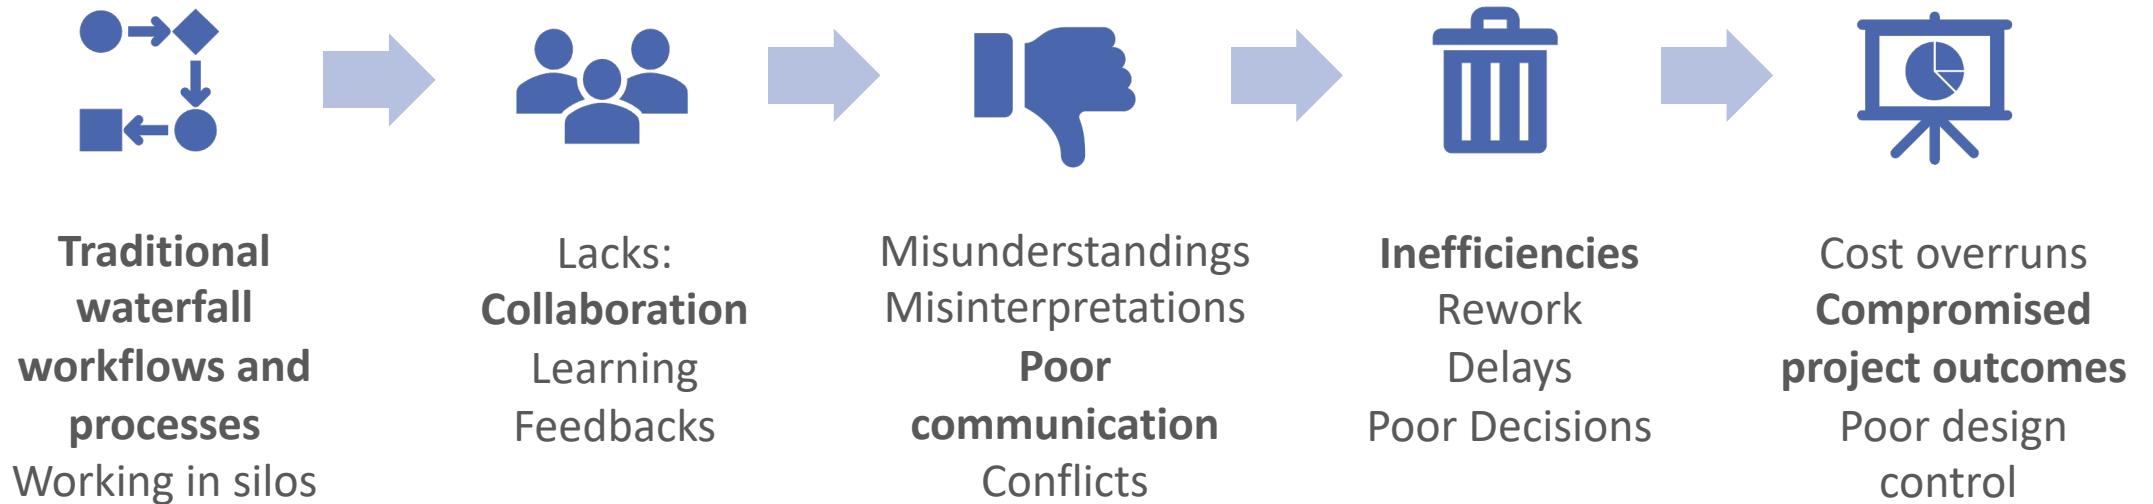 Traditional
waterfall
workflows and
processes
Working in silos
Lacks:
Collaboration
Learning
Feedbacks
Misunderstandings
Misinterpretations
Poor
communication
Conflicts
Inefficiencies
Rework
Delays
Poor Decisions
Cost overruns
Compromised
project outcomes
Poor design
control